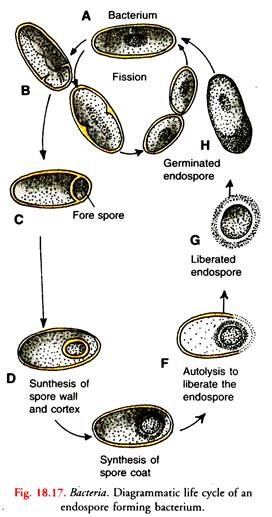 A
Bacterium
B
Fission
H
Germinated
endospore
C
Fore spore
G
Liberated
endospore
D
Sunthesis of
spore wall
and cortex
F
Autolysis to
liberate the
endospore
E
Synthesis of
spore coat
Fig. 18.17. Bacteria. Diagrammatic life cycle of an
endospore forming bacterium.